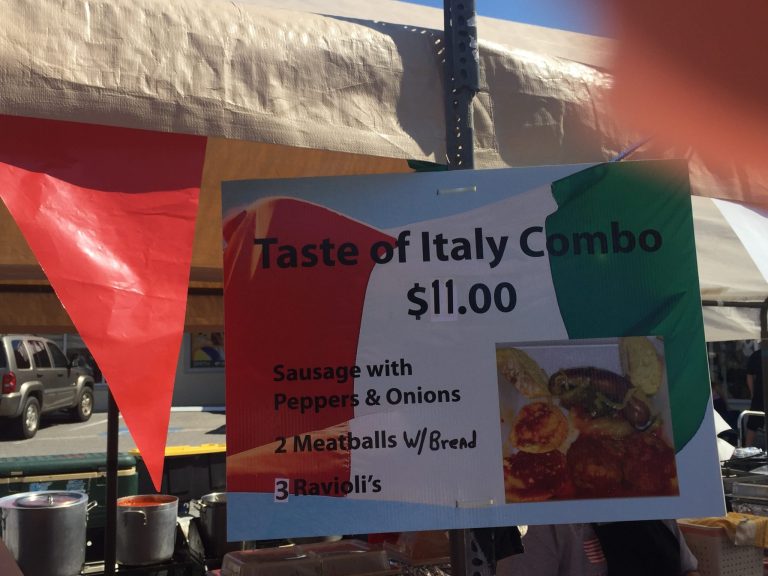 Taste of Italy Combo
$11.00
Sausage with
Peppers & Onions
2 Meatballs W/Bread
3 Ravioli's